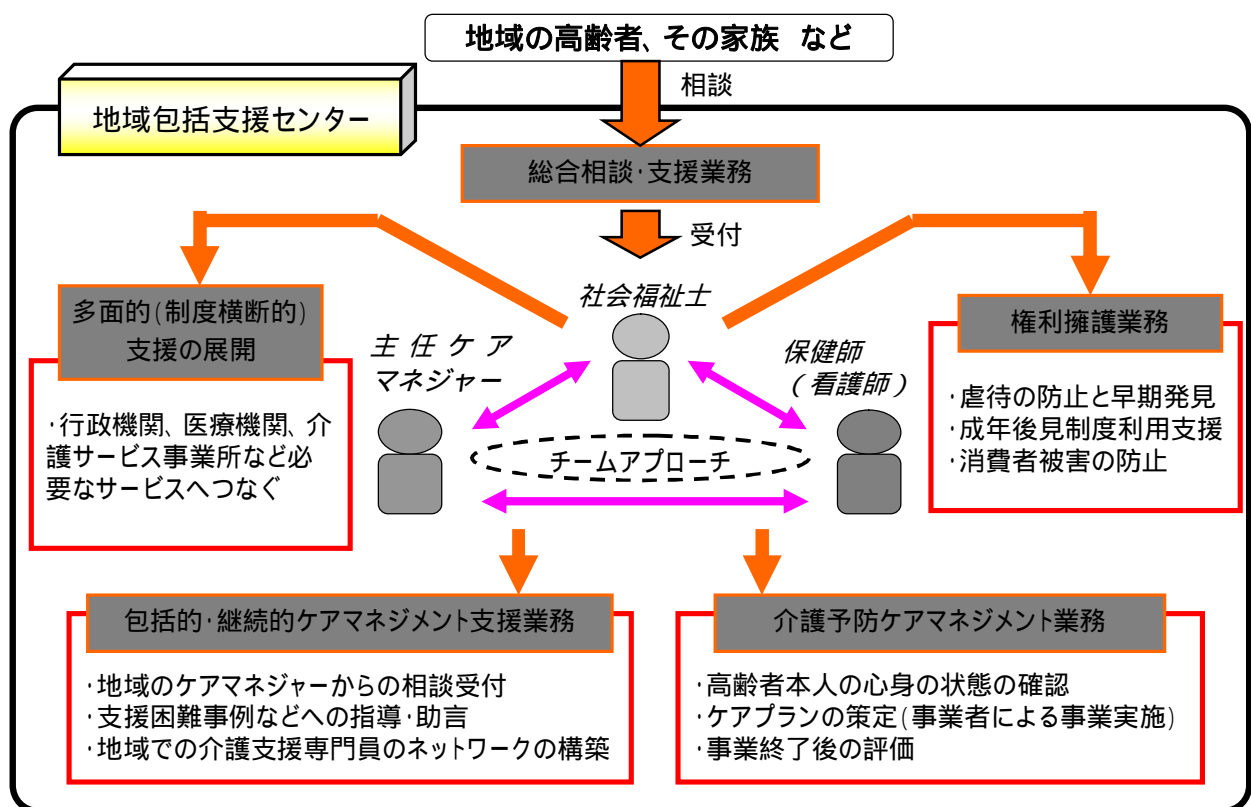 地域の高齢者、その家族 など
相談
地域包括支援センター
総合相談・支援業務
受付
多面的(制度横断的)
支援の展開
・行政機関、医療機関、介
護サービス事業所など必
要なサービスへつなぐ
社会福祉士
主任ケア
マネジャー
保健師
(看護師)
チームアプローチ
権利擁護業務
・虐待の防止と早期発見
・成年後見制度利用支援
・消費者被害の防止
包括的・継続的ケアマネジメント支援業務
・地域のケアマネジャーからの相談受付
・支援困難事例などへの指導・助言
・地域での介護支援専門員のネットワークの構築
介護予防ケアマネジメント業務
・高齢者本人の心身の状態の確認
・ケアプランの策定(事業者による事業実施)
・事業終了後の評価